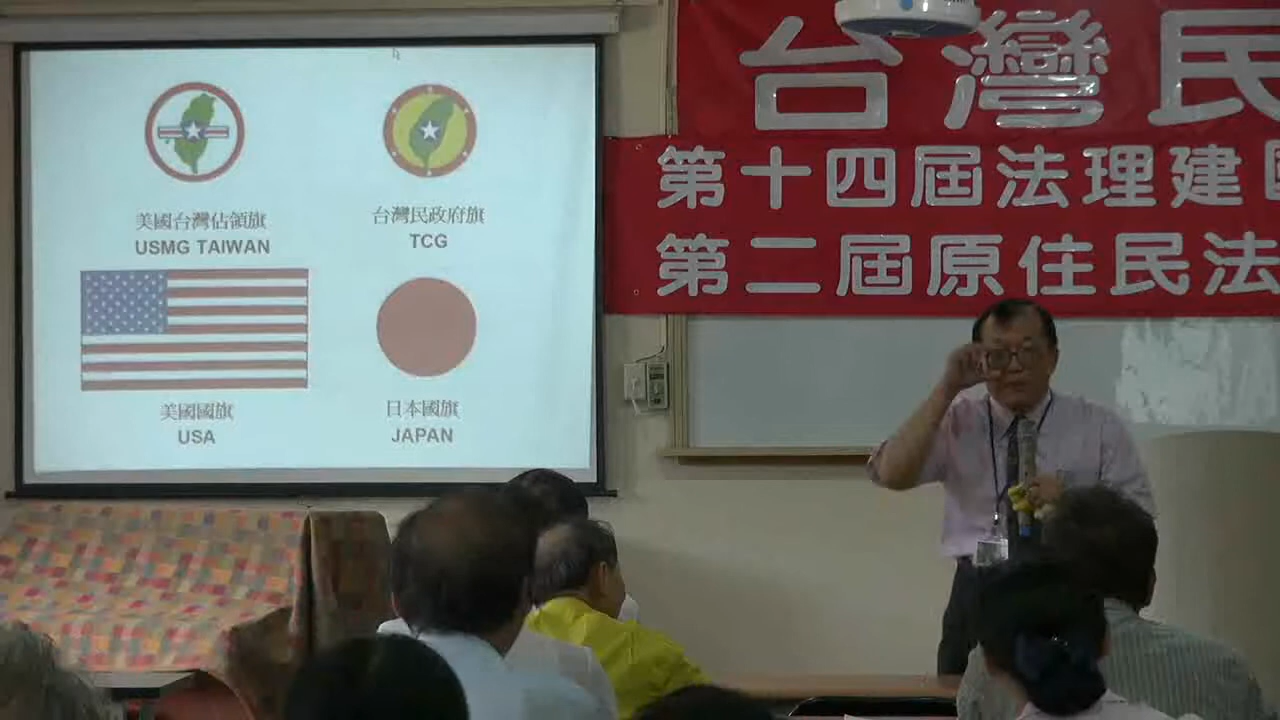 美國台灣佔領旗
USMG TAIWAN
台灣民政府旗
TCG
美國國旗
USA
日本國旗
JAPAN
台灣民
第十四屆法理建國
第二屆原住民法